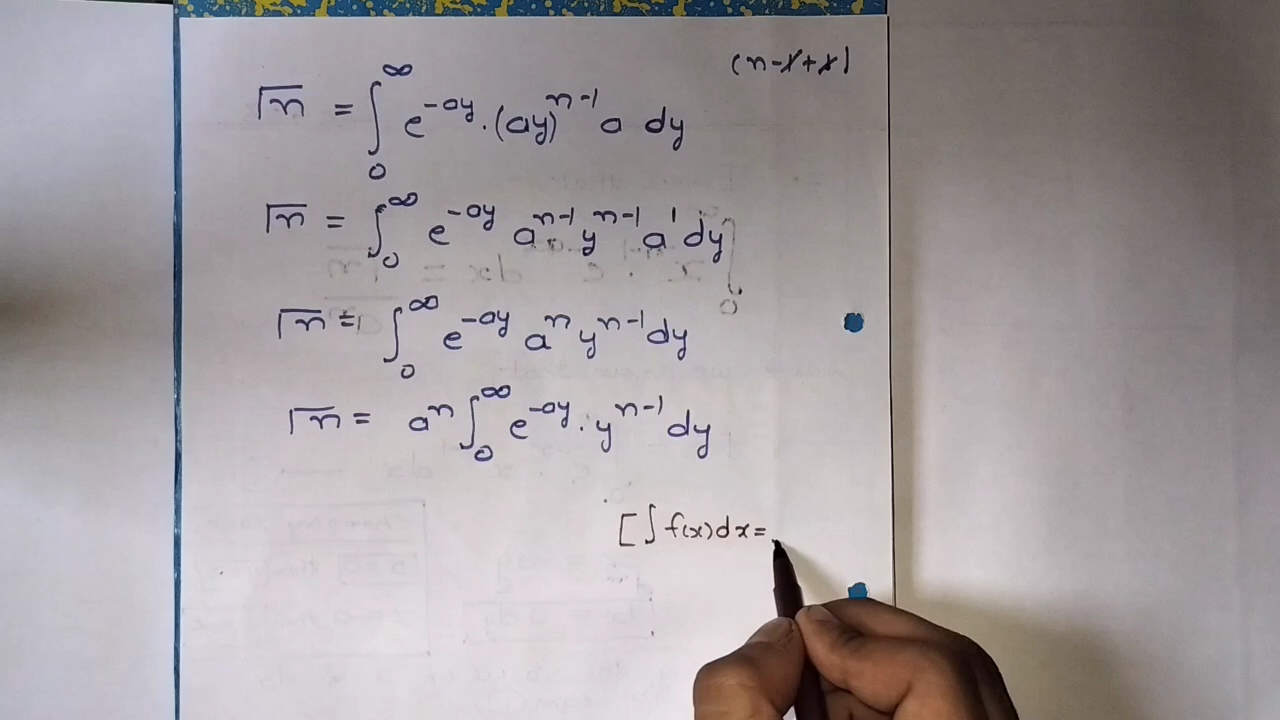 (n-1+1)
Γn = ∫₀^∞ e^{-ay} . (ay)^{n-1} a dy
Γn = ∫₀^∞ e^{-ay} a^{n-1} . y^{n-1} a^1 dy
Γn = ∫₀^∞ e^{-ay} a^n y^{n-1} dy
Γn = a^n ∫₀^∞ e^{-ay} . y^{n-1} dy
[∫ f(x) dx =